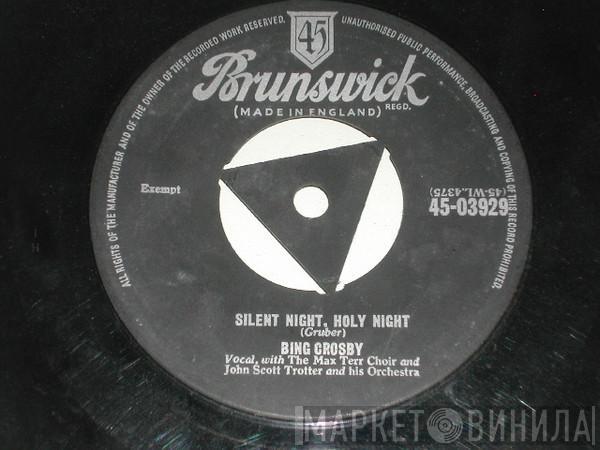 ALL RIGHTS OF THE MANUFACTURER AND OF THE OWNER OF THE RECORDED WORK RESERVED. UNAUTHORISED PUBLIC PERFORMANCE, BROADCASTING AND COPYING OF THIS RECORD PROHIBITED.
45
Brunswick
REGD.
(MADE IN ENGLAND)
Exempt
(45-WL.4375)
45-03929
SILENT NIGHT, HOLY NIGHT
(Gruber)
BING CROSBY
Vocal, with The Max Terr Choir and
John Scott Trotter and his Orchestra
МАРКЕТ ВИНИЛА